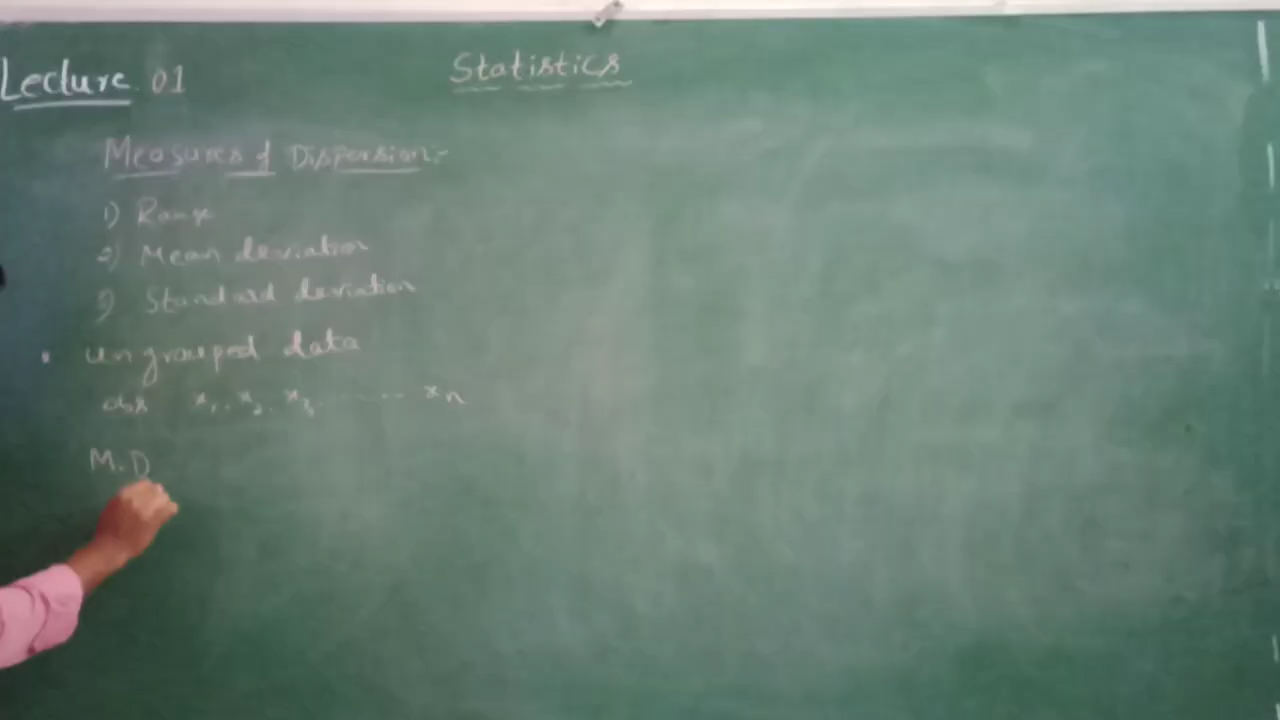 Lecture 01
Statistics
Measures of Dispersion:-
1) Range
2) Mean deviation
3) Standard deviation
• Ungrouped data
x₁, x₂, x₃, ...... xₙ
M.D